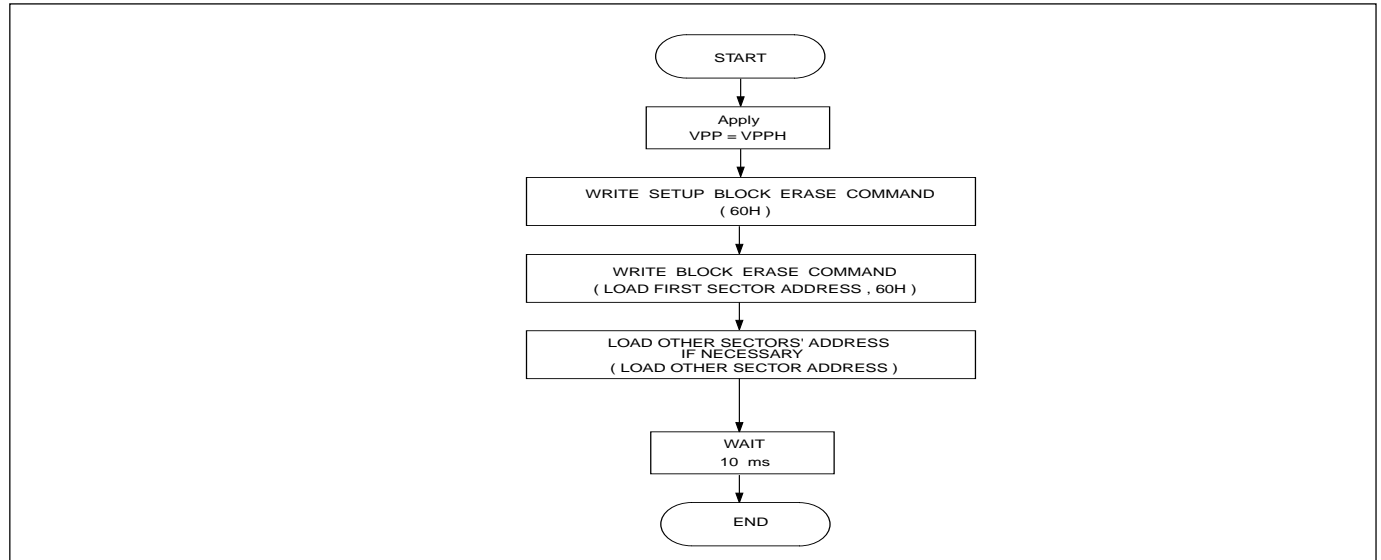 START
Apply
VPP = VPPH
WRITE SETUP BLOCK ERASE COMMAND
( 60H )
WRITE BLOCK ERASE COMMAND
( LOAD FIRST SECTOR ADDRESS , 60H )
LOAD OTHER SECTORS' ADDRESS
IF NECESSARY
( LOAD OTHER SECTOR ADDRESS )
WAIT
10 ms
END